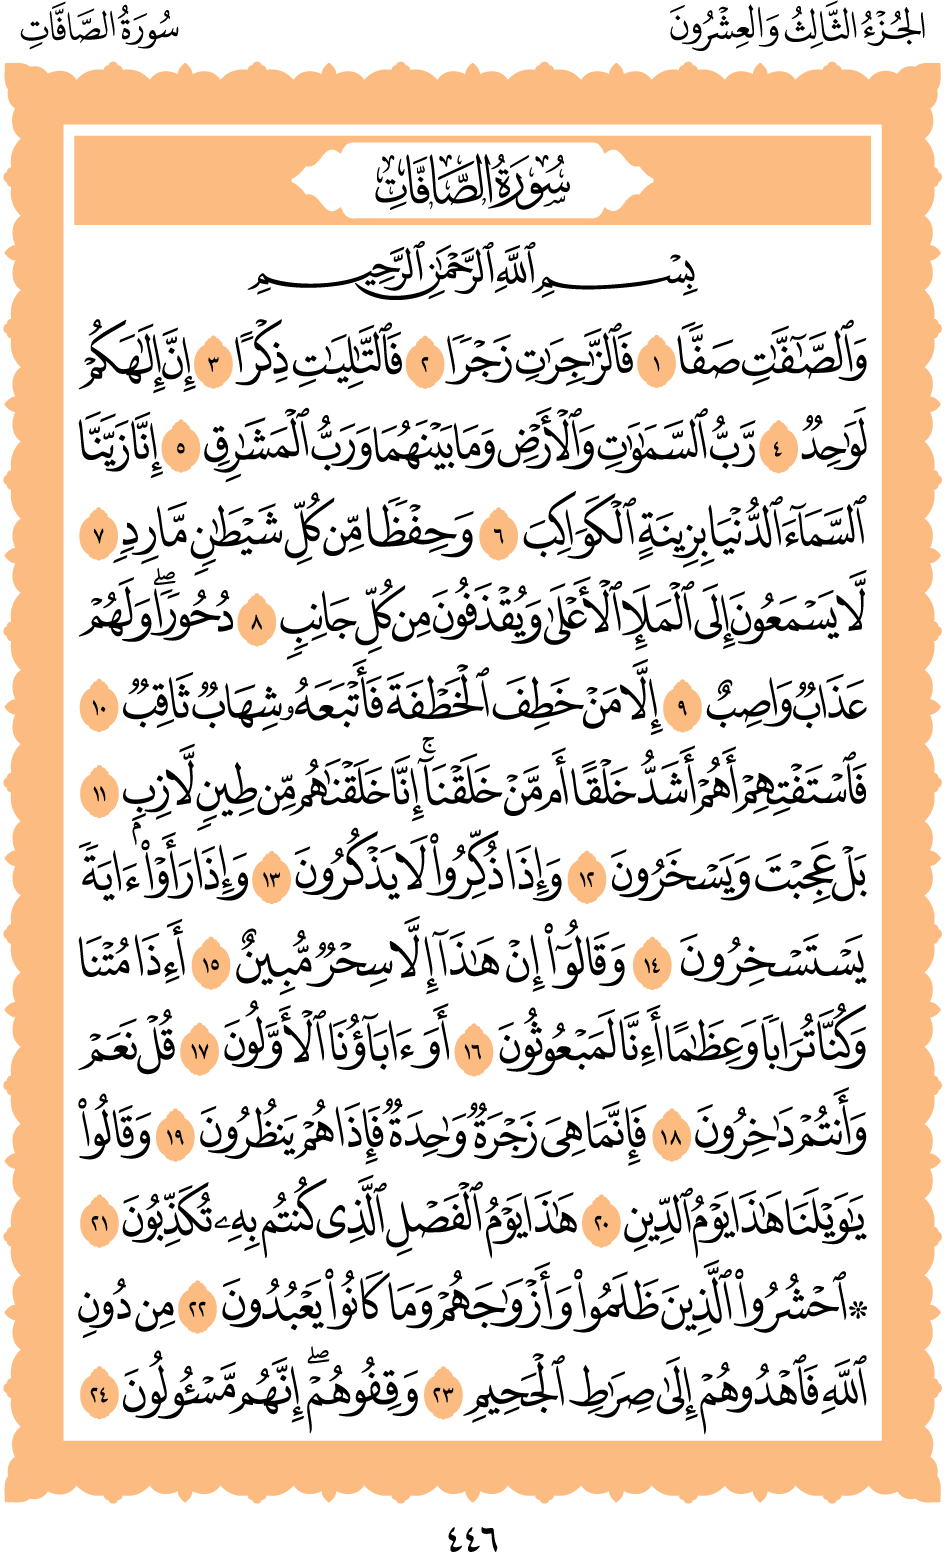 الجُزْءُ الثَّالِثُ وَالعِشْرُونَ
سُورَةُ الصَّافَّاتِ
سُورَةُ الصَّافَّاتِ
بِسْمِ ٱللَّهِ ٱلرَّحْمَٰنِ ٱلرَّحِيمِ
وَٱلصَّٰٓفَّٰتِ صَفّٗا ١ فَٱلزَّٰجِرَٰتِ زَجۡرٗا ٢ فَٱلتَّٰلِيَٰتِ ذِكۡرًا ٣ إِنَّ إِلَٰهَكُمۡ
لَوَٰحِدٞ ٤ رَّبُّ ٱلسَّمَٰوَٰتِ وَٱلۡأَرۡضِ وَمَا بَيۡنَهُمَا وَرَبُّ ٱلۡمَشَٰرِقِ ٥ إِنَّا زَيَّنَّا
ٱلسَّمَآءَ ٱلدُّنۡيَا بِزِينَةٍ ٱلۡكَوَاكِبِ ٦ وَحِفۡظٗا مِّن كُلِّ شَيۡطَٰنٖ مَّارِدٖ ٧
لَّا يَسَّمَّعُونَ إِلَى ٱلۡمَلَإِ ٱلۡأَعۡلَىٰ وَيُقۡذَفُونَ مِن كُلِّ جَانِبٖ ٨ دُحُورٗاۖ وَلَهُمۡ
عَذَابٞ وَاصِبٌ ٩ إِلَّا مَنۡ خَطِفَ ٱلۡخَطۡفَةَ فَأَتۡبَعَهُۥ شِهَابٞ ثَاقِبٞ ١٠
فَٱسۡتَفۡتِهِمۡ أَهُمۡ أَشَدُّ خَلۡقًا أَم مَّنۡ خَلَقۡنَآۚ إِنَّا خَلَقۡنَٰهُم مِّن طِينٖ لَّازِبِۭ ١١
بَلۡ عَجِبۡتَ وَيَسۡخَرُونَ ١٢ وَإِذَا ذُكِّرُواْ لَا يَذۡكُرُونَ ١٣ وَإِذَا رَأَوۡاْ ءَايَةٗ
يَسۡتَسۡخِرُونَ ١٤ وَقَالُوٓاْ إِنۡ هَٰذَآ إِلَّا سِحۡرٞ مُّبِينٌ ١٥ أَءِذَا مِتۡنَا
وَكُنَّا تُرَابٗا وَعِظَٰمًا أَءِنَّا لَمَبۡعُوثُونَ ١٦ أَوَءَابَآؤُنَا ٱلۡأَوَّلُونَ ١٧ قُلۡ نَعَمۡ
وَأَنتُمۡ دَٰخِرُونَ ١٨ فَإِنَّمَا هِيَ زَجۡرَةٞ وَٰحِدَةٞ فَإِذَا هُمۡ يَنظُرُونَ ١٩ وَقَالُواْ
يَٰوَيۡلَنَا هَٰذَا يَوۡمُ ٱلدِّينِ ٢٠ هَٰذَا يَوۡمُ ٱلۡفَصۡلِ ٱلَّذِي كُنتُم بِهِۦ تُكَذِّبُونَ ٢١
۞ ٱحۡشُرُواْ ٱلَّذِينَ ظَلَمُواْ وَأَزۡوَٰجَهُمۡ وَمَا كَانُواْ يَعۡبُدُونَ ٢٢ مِن دُونِ
ٱللَّهِ فَٱهۡدُوهُمۡ إِلَىٰ صِرَٰطِ ٱلۡجَحِيمِ ٢٣ وَقِفُوهُمۡۖ إِنَّهُم مَّسۡـُٔولُونَ ٢٤
٤٤٦